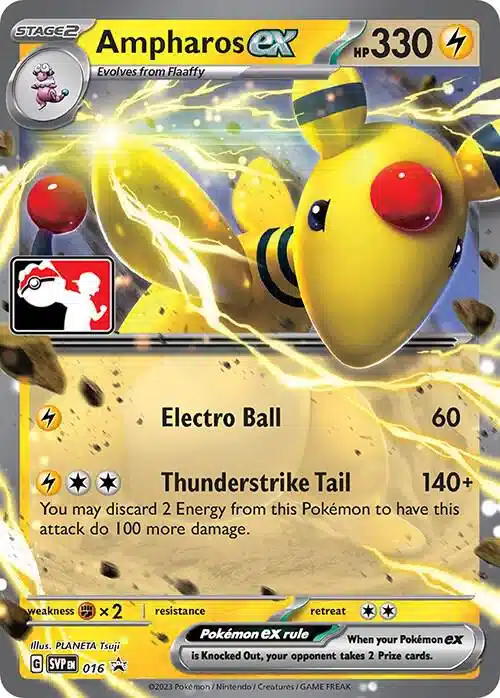 STAGE2
Ampharos ex
HP 330
Evolves from Flaaffy
Electro Ball 60
Thunderstrike Tail 140+
You may discard 2 Energy from this Pokémon to have this
attack do 100 more damage.
weakness ×2 resistance retreat
Illus. PLANETA Tsuji
Pokémon ex rule
When your Pokémon ex
is Knocked Out, your opponent takes 2 Prize cards.
G SVP EN 016
©2023 Pokémon / Nintendo / Creatures / GAME FREAK